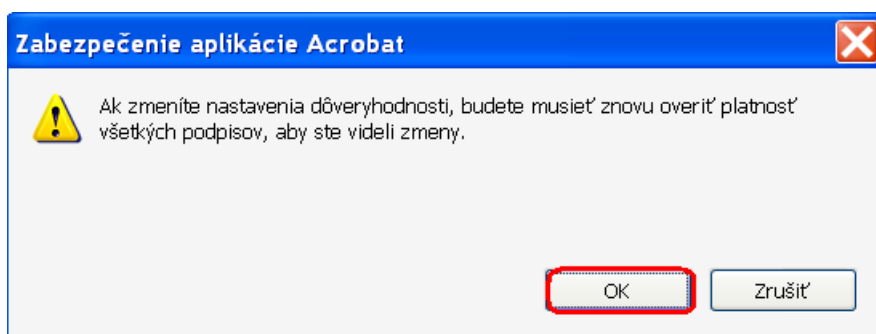 Zabezpečenie aplikácie Acrobat
Ak zmeníte nastavenia dôveryhodnosti, budete musieť znovu overiť platnosť
všetkých podpisov, aby ste videli zmeny.
OK
Zrušiť